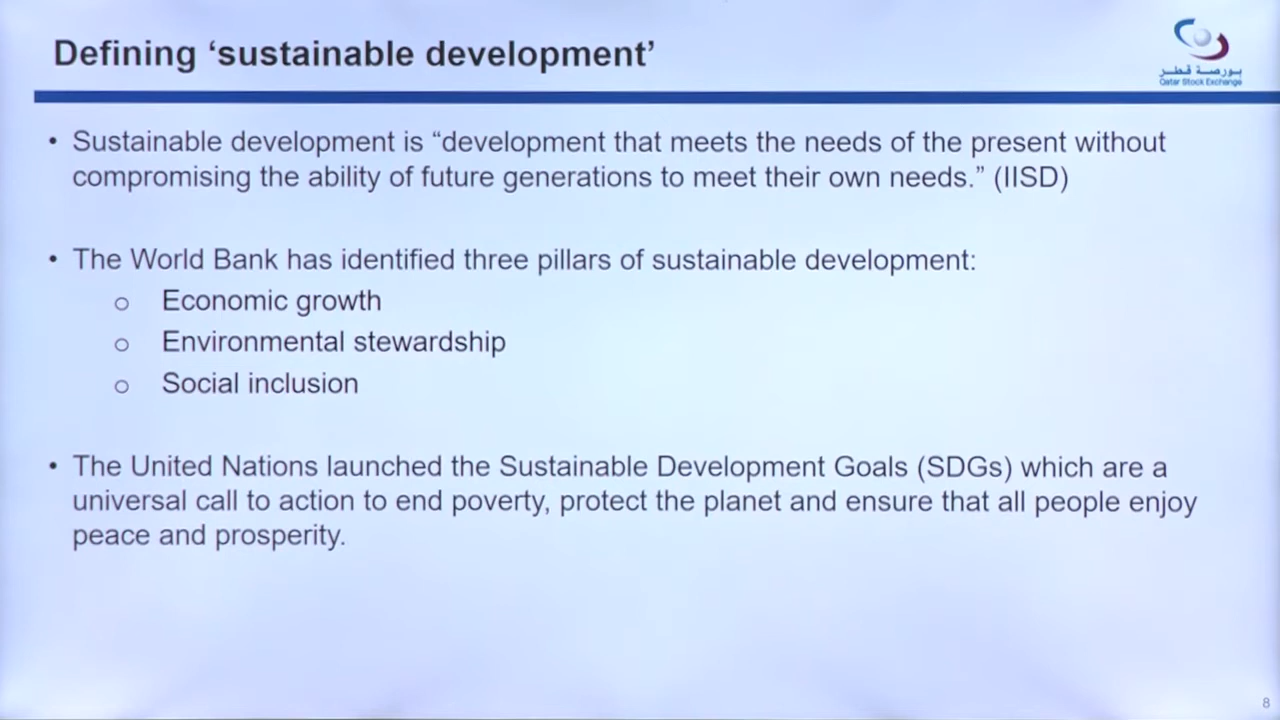 Defining ‘sustainable development’
بورصة قطر
Qatar Stock Exchange
• Sustainable development is “development that meets the needs of the present without
compromising the ability of future generations to meet their own needs.” (IISD)
• The World Bank has identified three pillars of sustainable development:
o Economic growth
o Environmental stewardship
o Social inclusion
• The United Nations launched the Sustainable Development Goals (SDGs) which are a
universal call to action to end poverty, protect the planet and ensure that all people enjoy
peace and prosperity.
8